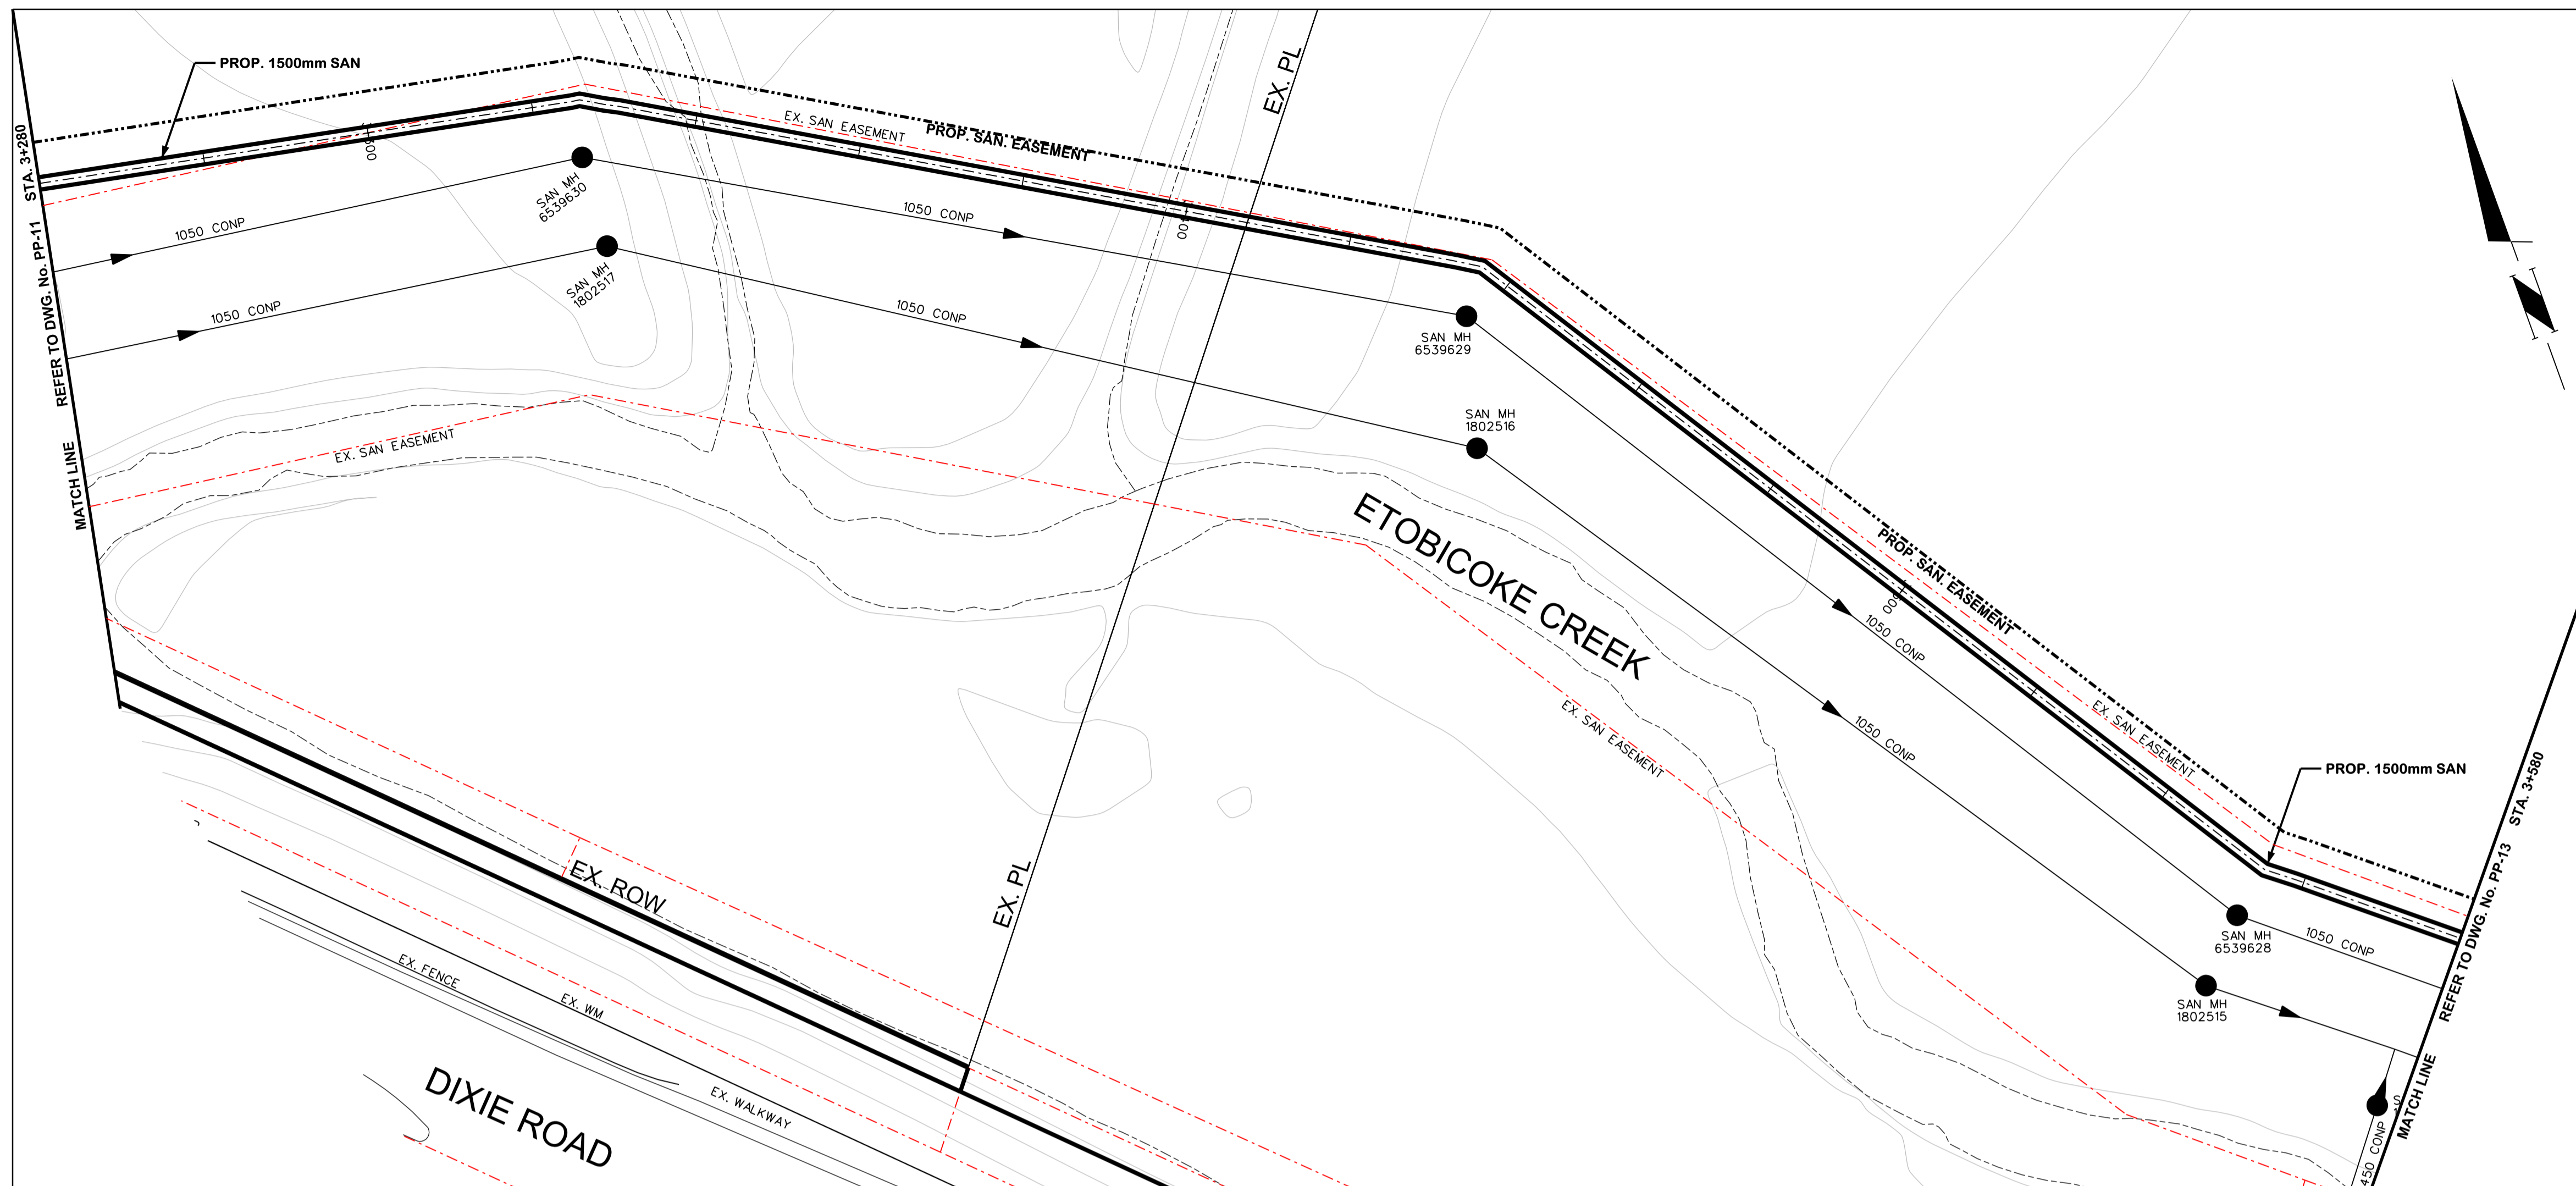 PROP. 1500mm SAN
STA. 3+280
REFER TO DWG. No. PP-11
MATCH LINE
EX. SAN EASEMENT
PROP. SAN. EASEMENT
EX. PL
SAN MH
6539630
1050 CONP
1050 CONP
SAN MH
1802517
1050 CONP
1050 CONP
SAN MH
6539629
SAN MH
1802516
EX. SAN EASEMENT
ETOBICOKE CREEK
PROP. SAN. EASEMENT
1050 CONP
1050 CONP
EX. SAN EASEMENT
EX. SAN EASEMENT
PROP. 1500mm SAN
STA. 3+580
REFER TO DWG. No. PP-13
MATCH LINE
SAN MH
6539628
1050 CONP
SAN MH
1802515
EX. PL
EX. ROW
EX. FENCE
EX. WM
EX. WALKWAY
DIXIE ROAD
450 CONP